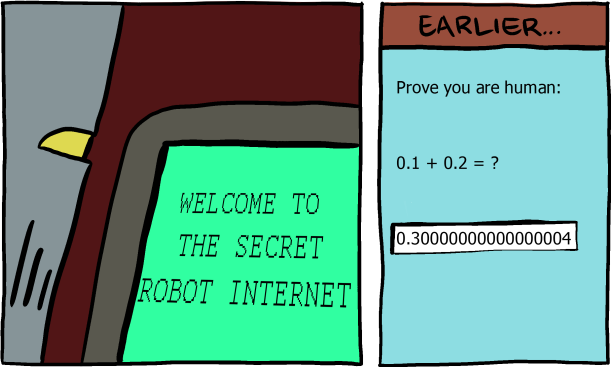 WELCOME TO
THE SECRET
ROBOT INTERNET
EARLIER...
Prove you are human:
0.1 + 0.2 = ?
0.30000000000000004